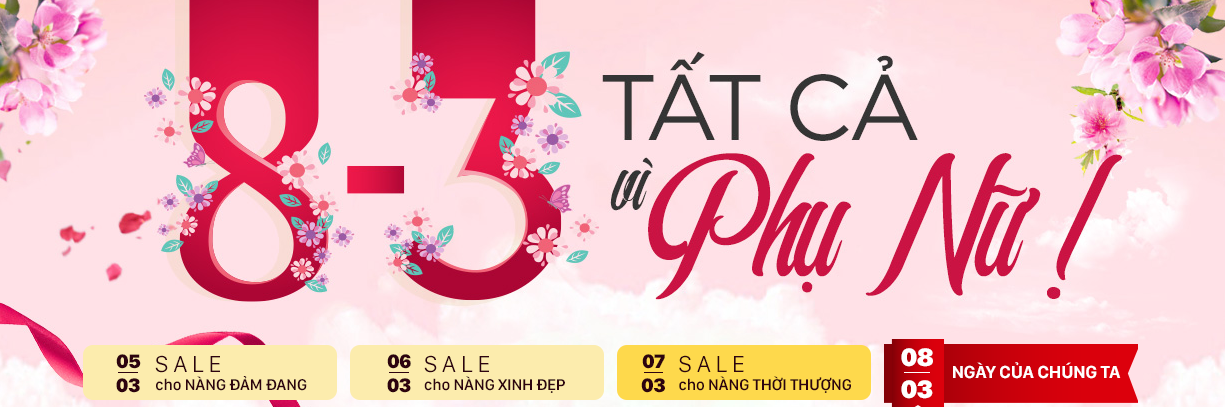 8-3
TẤT CẢ
vì Phụ Nữ !
05
03
SALE
cho NÀNG ĐẢM ĐANG
06
03
SALE
cho NÀNG XINH ĐẸP
07
03
SALE
cho NÀNG THỜI THƯỢNG
08
03
NGÀY CỦA CHÚNG TA